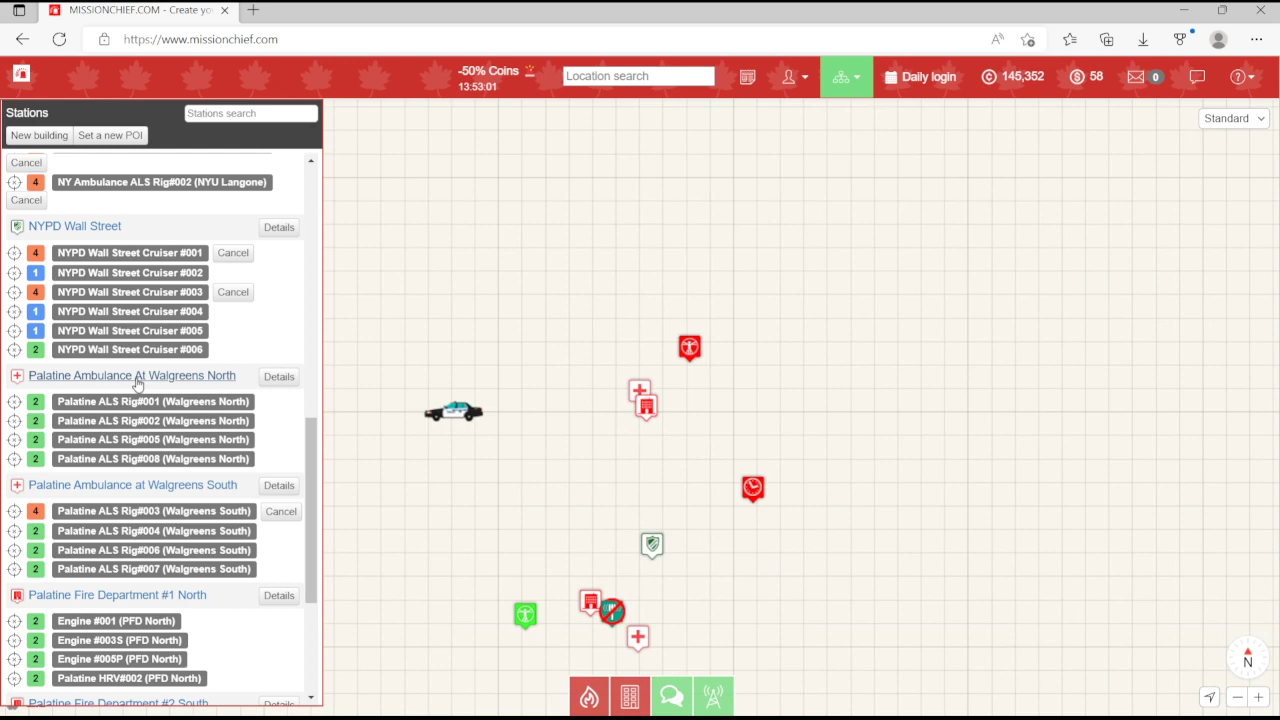 MISSIONCHIEF.COM - Create yo
https://www.missionchief.com
-50% Coins
13:53:01
Location search
Daily login
145,352
58
0
Stations
Stations search
New building
Set a new POI
Standard
Cancel
4 NY Ambulance ALS Rig#002 (NYU Langone)
Cancel
NYPD Wall Street Details
4 NYPD Wall Street Cruiser #001 Cancel
1 NYPD Wall Street Cruiser #002
4 NYPD Wall Street Cruiser #003 Cancel
1 NYPD Wall Street Cruiser #004
1 NYPD Wall Street Cruiser #005
2 NYPD Wall Street Cruiser #006
Palatine Ambulance At Walgreens North Details
2 Palatine ALS Rig#001 (Walgreens North)
2 Palatine ALS Rig#002 (Walgreens North)
2 Palatine ALS Rig#005 (Walgreens North)
2 Palatine ALS Rig#008 (Walgreens North)
Palatine Ambulance at Walgreens South Details
4 Palatine ALS Rig#003 (Walgreens South) Cancel
2 Palatine ALS Rig#004 (Walgreens South)
2 Palatine ALS Rig#006 (Walgreens South)
2 Palatine ALS Rig#007 (Walgreens South)
Palatine Fire Department #1 North Details
2 Engine #001 (PFD North)
2 Engine #003S (PFD North)
2 Engine #005P (PFD North)
2 Palatine HRV#002 (PFD North)
Palatine Fire Department #2 South Details
N